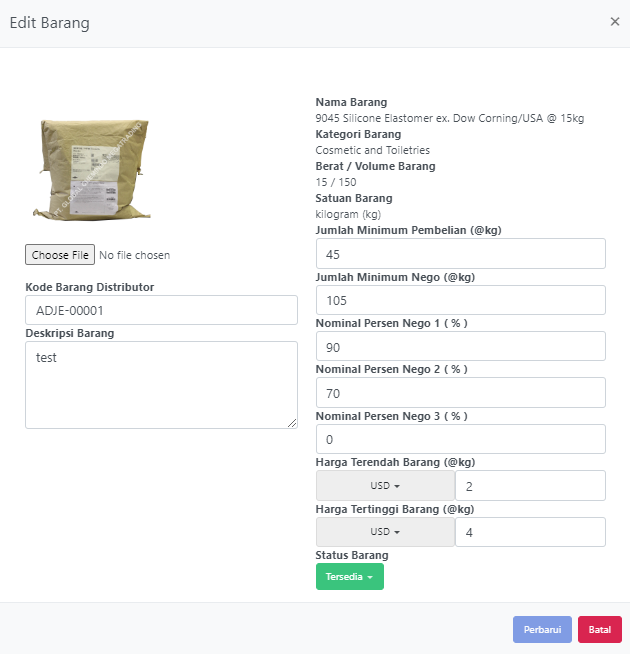 Edit Barang
×
Choose File No file chosen
Kode Barang Distributor
ADJE-00001
Deskripsi Barang
test
Nama Barang
9045 Silicone Elastomer ex. Dow Corning/USA @ 15kg
Kategori Barang
Cosmetic and Toiletries
Berat / Volume Barang
15 / 150
Satuan Barang
kilogram (kg)
Jumlah Minimum Pembelian (@kg)
45
Jumlah Minimum Nego (@kg)
105
Nominal Persen Nego 1 ( % )
90
Nominal Persen Nego 2 ( % )
70
Nominal Persen Nego 3 ( % )
0
Harga Terendah Barang (@kg)
USD 2
Harga Tertinggi Barang (@kg)
USD 4
Status Barang
Tersedia
Perbarui Batal